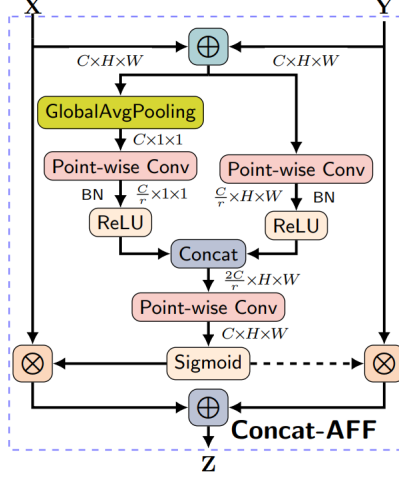 X Y
⊕
C×H×W C×H×W
GlobalAvgPooling
C×1×1
Point-wise Conv Point-wise Conv
BN C/r×1×1 C/r×H×W BN
ReLU ReLU
Concat
2C/r×H×W
Point-wise Conv
C×H×W
⊗ Sigmoid ⊗
⊕ Concat-AFF
Z